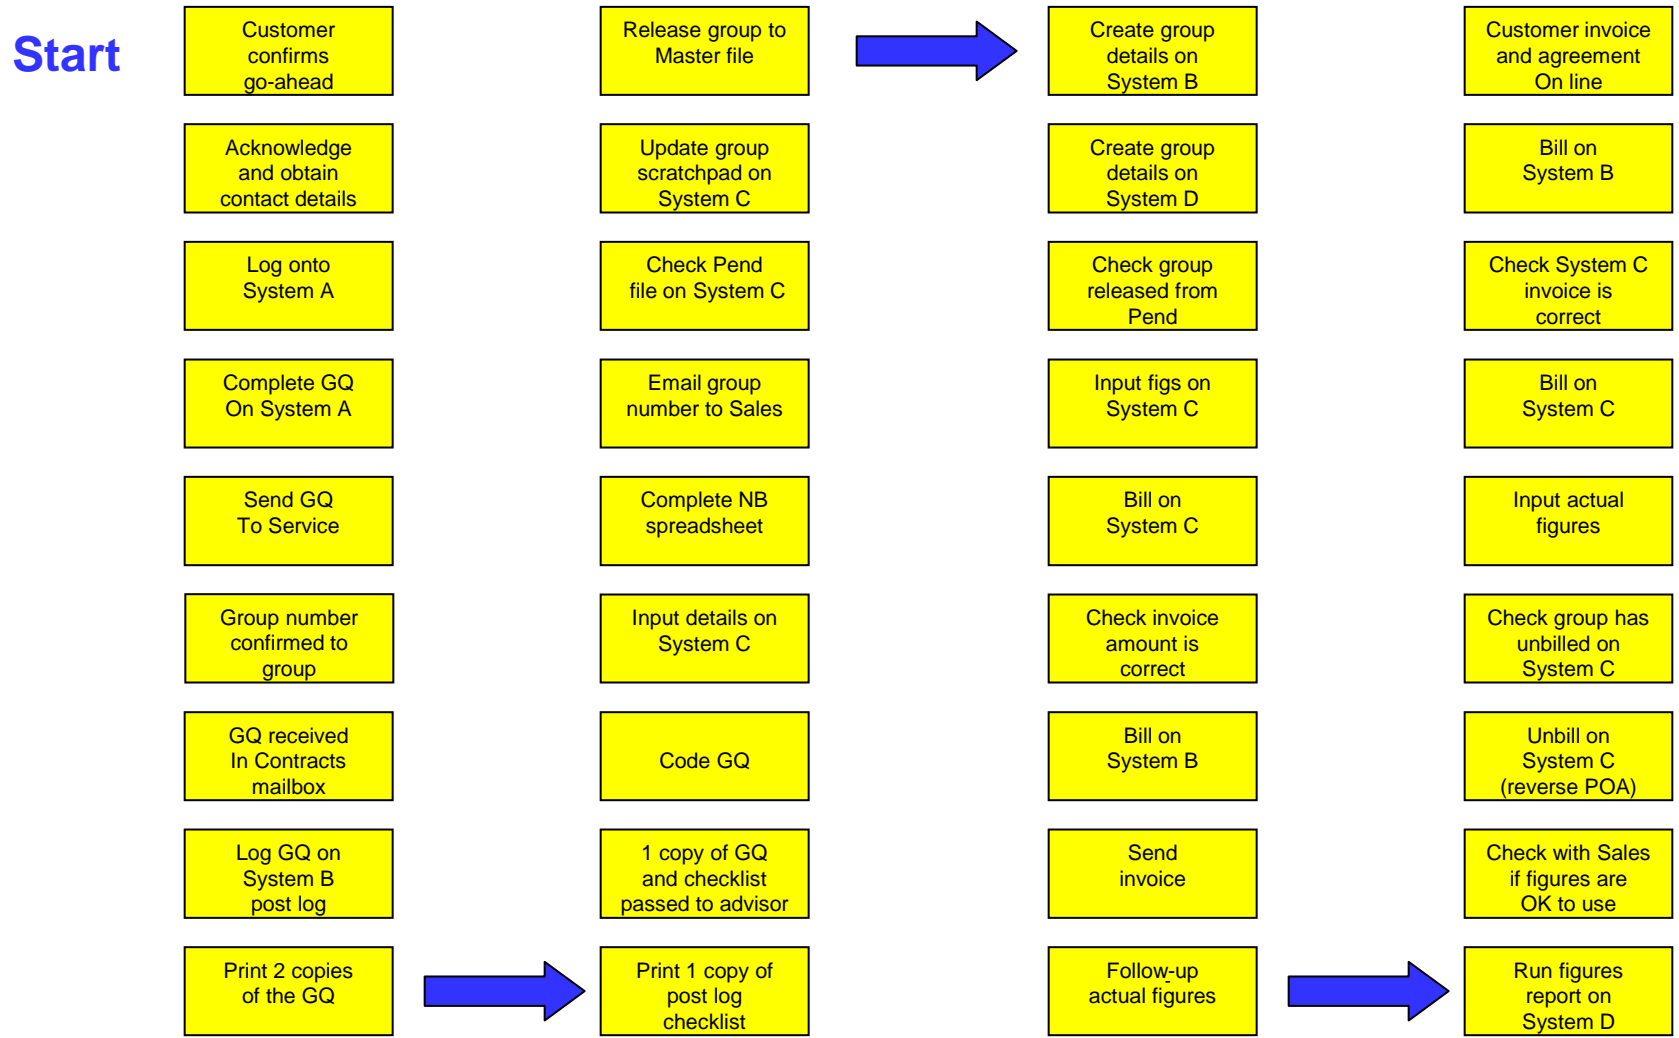 Start
Customer
confirms
go-ahead
Acknowledge
and obtain
contact details
Log onto
System A
Complete GQ
On System A
Send GQ
To Service
Group number
confirmed to
group
GQ received
In Contracts
mailbox
Log GQ on
System B
post log
Print 2 copies
of the GQ
Print 1 copy of
post log
checklist
1 copy of GQ
and checklist
passed to advisor
Code GQ
Input details on
System C
Complete NB
spreadsheet
Email group
number to Sales
Check Pend
file on System C
Update group
scratchpad on
System C
Release group to
Master file
Create group
details on
System B
Create group
details on
System D
Check group
released from
Pend
Input figs on
System C
Bill on
System C
Check invoice
amount is
correct
Bill on
System B
Send
invoice
Follow-up
actual figures
Run figures
report on
System D
Check with Sales
if figures are
OK to use
Unbill on
System C
(reverse POA)
Check group has
unbilled on
System C
Input actual
figures
Bill on
System C
Check System C
invoice is
correct
Bill on
System B
Customer invoice
and agreement
On line